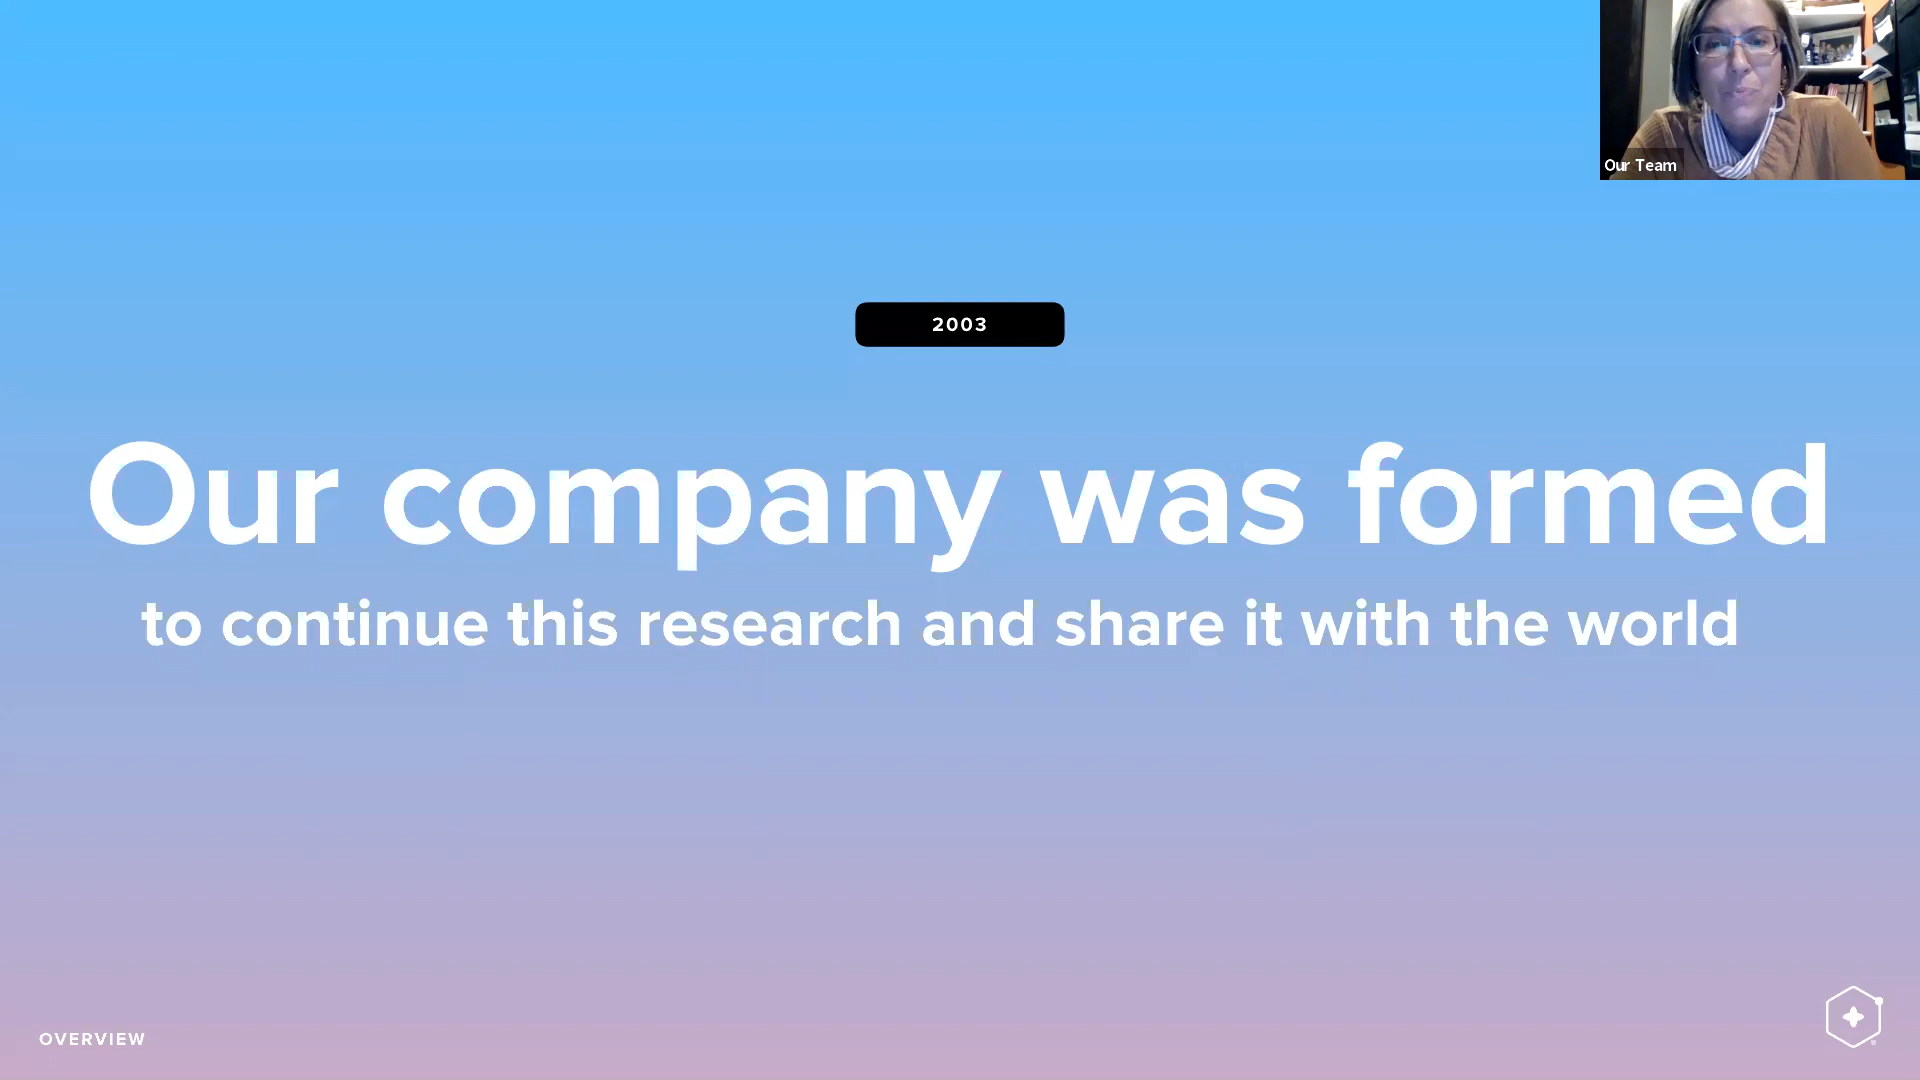 Our Team
2003
Our company was formed
to continue this research and share it with the world
OVERVIEW